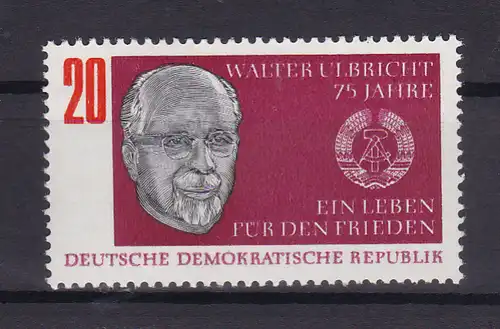 20
WALTER ULBRICHT
75 JAHRE
EIN LEBEN
FÜR DEN FRIEDEN
DEUTSCHE DEMOKRATISCHE REPUBLIK